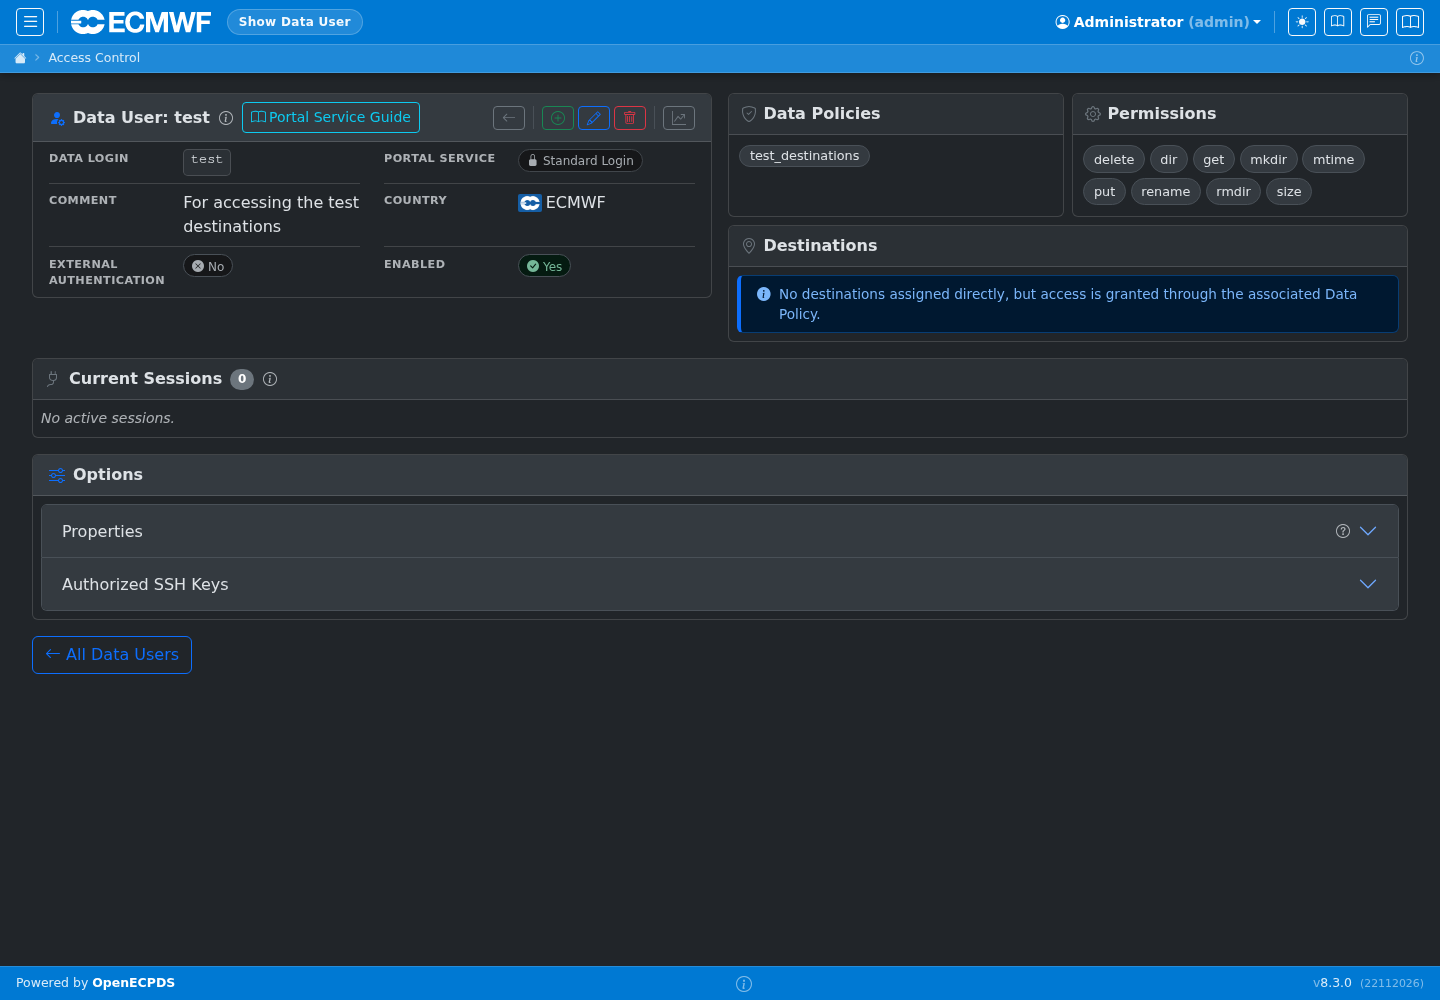 ECMWF
Show Data User
Administrator (admin)
Access Control
Data User: test
Portal Service Guide
DATA LOGIN
test
PORTAL SERVICE
Standard Login
COMMENT
For accessing the test
destinations
COUNTRY
ECMWF
EXTERNAL
AUTHENTICATION
No
ENABLED
Yes
Data Policies
test_destinations
Permissions
delete dir get mkdir mtime
put rename rmdir size
Destinations
No destinations assigned directly, but access is granted through the associated Data
Policy.
Current Sessions 0
No active sessions.
Options
Properties
Authorized SSH Keys
All Data Users
Powered by OpenECPDS
v8.3.0 (22112026)